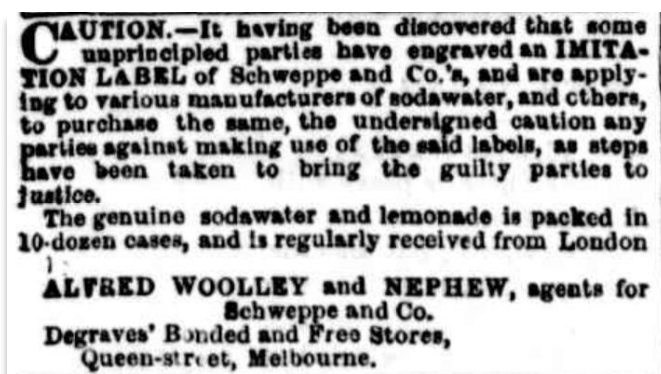 CAUTION.—It having been discovered that some
unprincipled parties have engraved an IMITA-
TION LABEL of Schweppe and Co.'s, and are apply-
ing to various manufacturers of sodawater, and others,
to purchase the same, the undersigned caution any
parties against making use of the said labels, as steps
have been taken to bring the guilty parties to
justice.
The genuine sodawater and lemonade is packed in
10-dozen cases, and is regularly received from London
ALFRED WOOLLEY and NEPHEW, agents for
Schweppe and Co.
Degraves' Bonded and Free Stores,
Queen-street, Melbourne.